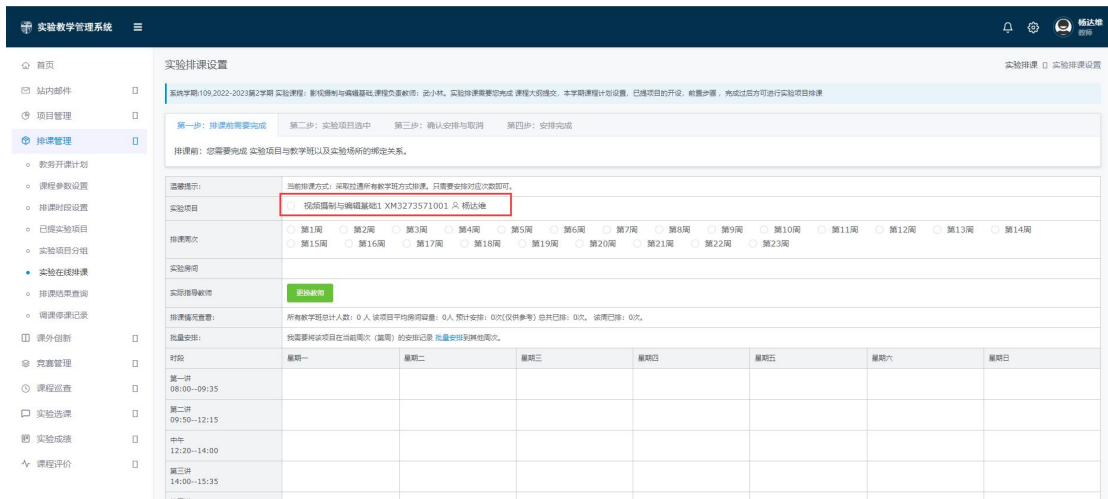 实验教学管理系统
杨达维
教师
首页
站内邮件
项目管理
排课管理
教务开课计划
课程参数设置
排课时段设置
已提实验项目
实验项目分组
实验在线排课
排课结果查询
调课停课记录
课外创新
竞赛管理
课程巡查
实验选课
实验成绩
课程评价
实验排课设置
实验排课 实验排课设置
系统学期:109,2022-2023第2学期 实验课程：影视摄制与编辑基础,课程负责教师：武小林。实验排课需要您完成 课程大纲提交，本学期课程计划设置，已提项目的开设，前置步骤，完成过后方可进行实验项目排课
第一步：排课前需要完成 第二步：实验项目选中 第三步：确认安排与取消 第四步：安排完成
排课前：您需要完成 实验项目与教学班以及实验场所的绑定关系。
温馨提示： 当前排课方式：采取拉通所有教学班方式排课。只需要安排对应次数即可。
实验项目 视频摄制与编辑基础1 XM3273571001 杨达维
排课周次 第1周 第2周 第3周 第4周 第5周 第6周 第7周 第8周 第9周 第10周 第11周 第12周 第13周 第14周
第15周 第16周 第17周 第18周 第19周 第20周 第21周 第22周 第23周
实验房间
实际指导教师 更换教师
排课情况查看： 所有教学班总计人数：0 人 该项目平均房间容量：0人 预计安排：0次(仅供参考) 总共已排：0次。 该周已排：0次。
批量安排： 我需要将该项目在当前周次（第周）的安排记录 批量安排到其他周次。
时段 星期一 星期二 星期三 星期四 星期五 星期六 星期日
第一讲
08:00--09:35
第二讲
09:50--12:15
中午
12:20--14:00
第三讲
14:00--15:35